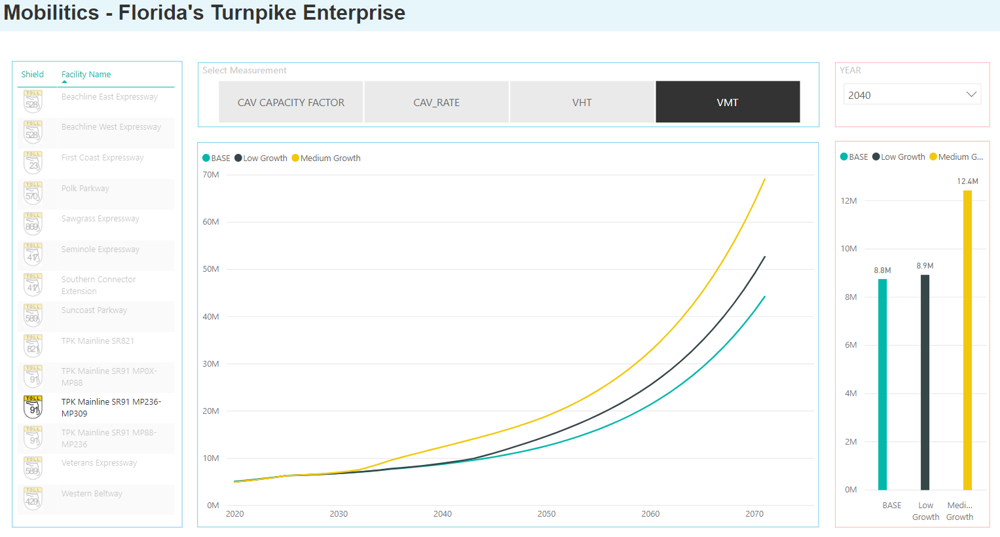 Mobilitics - Florida's Turnpike Enterprise
Shield Facility Name
TOLL 528 Beachline East Expressway
TOLL 528 Beachline West Expressway
TOLL 23 First Coast Expressway
TOLL 570 Polk Parkway
TOLL 869 Sawgrass Expressway
TOLL 417 Seminole Expressway
TOLL 417 Southern Connector
Extension
TOLL 589 Suncoast Parkway
TOLL 821 TPK Mainline SR821
TOLL 91 TPK Mainline SR91 MP0X-
MP88
TOLL 91 TPK Mainline SR91 MP236-
MP309
TOLL 91 TPK Mainline SR91 MP88-
MP236
TOLL 589 Veterans Expressway
TOLL 429 Western Beltway
Select Measurement
CAV CAPACITY FACTOR CAV_RATE VHT VMT
BASE Low Growth Medium Growth
70M
60M
50M
40M
30M
20M
10M
0M
2020 2030 2040 2050 2060 2070
YEAR
2040
BASE Low Growth Medium G...
12.4M
12M
10M
8.8M 8.9M
8M
6M
4M
2M
0M
BASE Low Medi...
Growth Growth